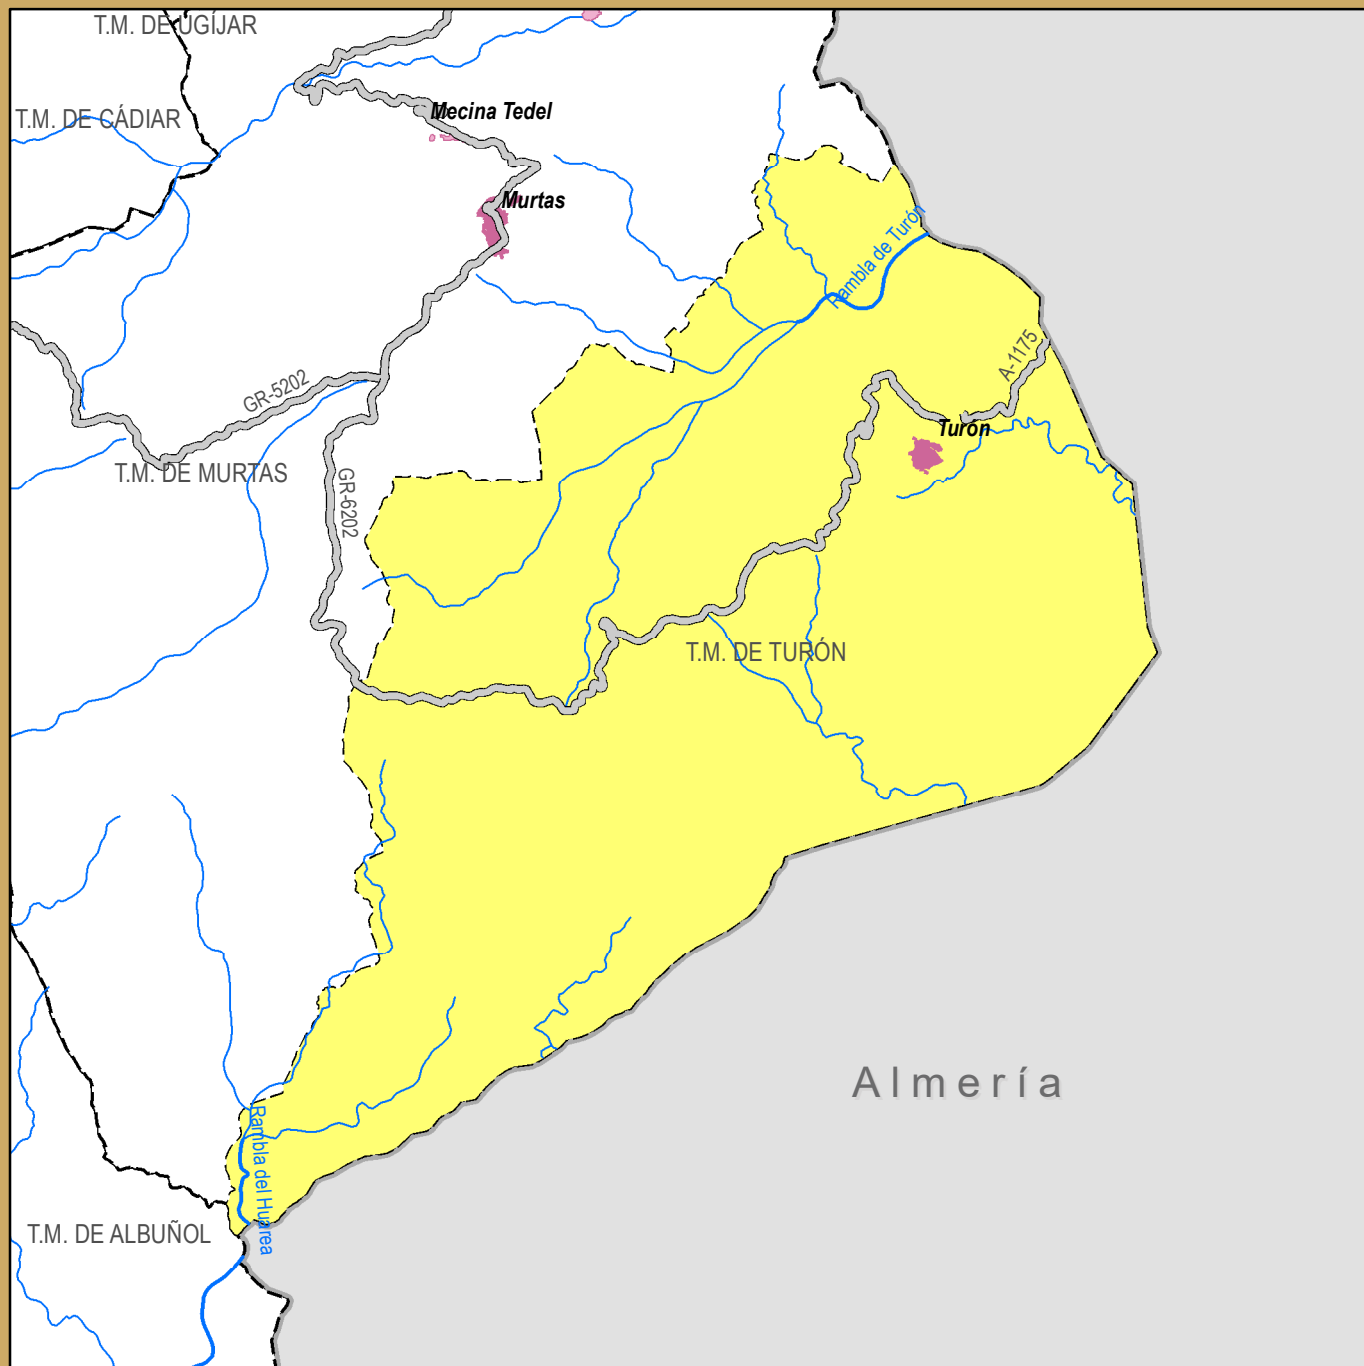 T.M. DE UGÍJAR
Mecina Tedel
T.M. DE CÁDIAR
Murtas
Rambla de Turón
A-1175
GR-5202
Turón
T.M. DE MURTAS
GR-6202
T.M. DE TURÓN
Almería
Rambla del Huarea
T.M. DE ALBUÑOL